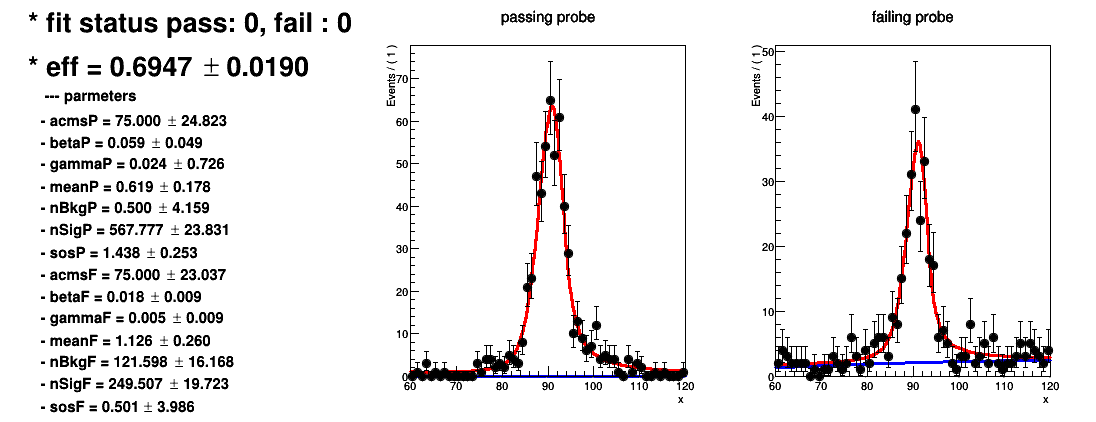 * fit status pass: 0, fail : 0
* eff = 0.6947 ± 0.0190
--- parmeters
- acmsP = 75.000 ± 24.823
- betaP = 0.059 ± 0.049
- gammaP = 0.024 ± 0.726
- meanP = 0.619 ± 0.178
- nBkgP = 0.500 ± 4.159
- nSigP = 567.777 ± 23.831
- sosP = 1.438 ± 0.253
- acmsF = 75.000 ± 23.037
- betaF = 0.018 ± 0.009
- gammaF = 0.005 ± 0.009
- meanF = 1.126 ± 0.260
- nBkgF = 121.598 ± 16.168
- nSigF = 249.507 ± 19.723
- sosF = 0.501 ± 3.986
passing probe
Events / ( 1 )
70
60
50
40
30
20
10
0
60 70 80 90 100 110 120
x
failing probe
Events / ( 1 )
50
40
30
20
10
0
60 70 80 90 100 110 120
x